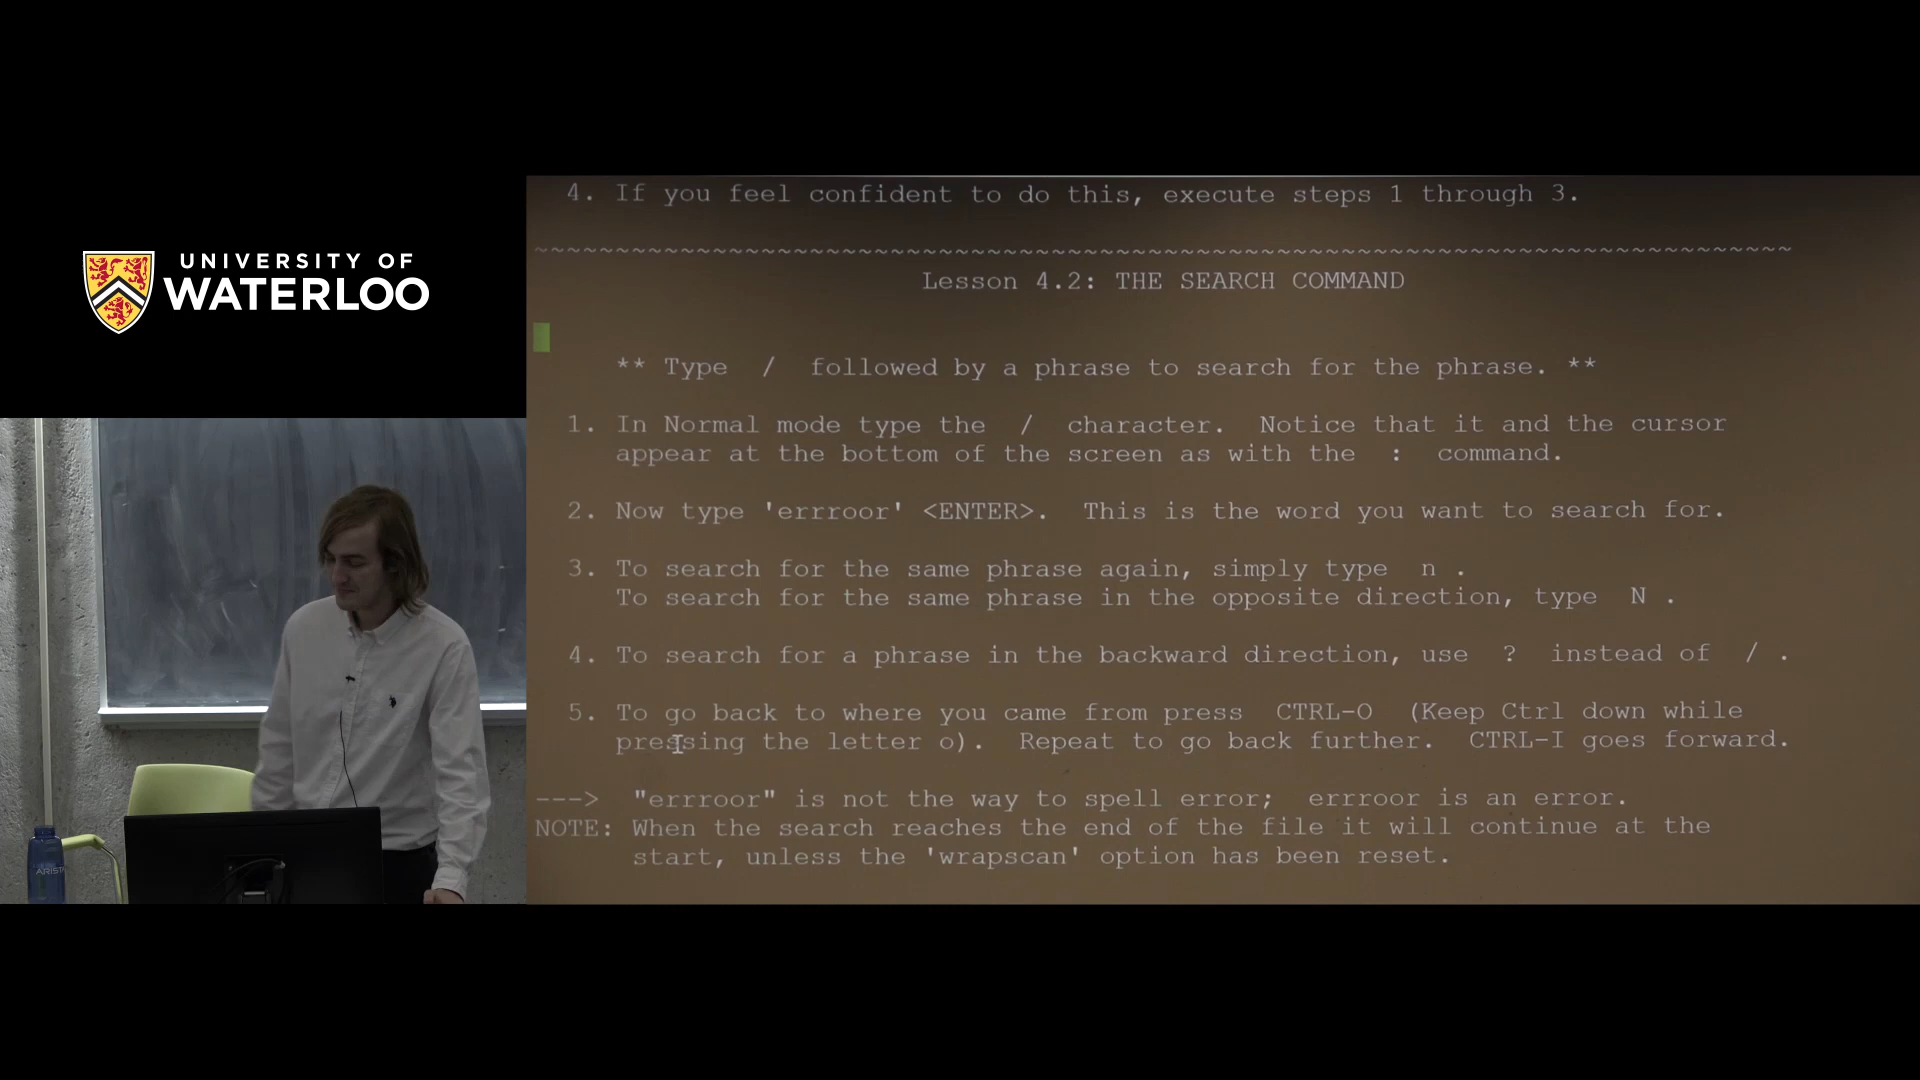 UNIVERSITY OF
WATERLOO
4. If you feel confident to do this, execute steps 1 through 3.
~~~~~~~~~~~~~~~~~~~~~~~~~~~~~~~~~~~~~~~~~~~~~~~~~~~~~~~~~~~~~~~~~~~~~~~~~~~~~~
Lesson 4.2: THE SEARCH COMMAND
** Type / followed by a phrase to search for the phrase. **
1. In Normal mode type the / character. Notice that it and the cursor
appear at the bottom of the screen as with the : command.
2. Now type 'errroor' <ENTER>. This is the word you want to search for.
3. To search for the same phrase again, simply type n .
To search for the same phrase in the opposite direction, type N .
4. To search for a phrase in the backward direction, use ? instead of / .
5. To go back to where you came from press CTRL-O (Keep Ctrl down while
pressing the letter o). Repeat to go back further. CTRL-I goes forward.
---> "errroor" is not the way to spell error; errroor is an error.
NOTE: When the search reaches the end of the file it will continue at the
start, unless the 'wrapscan' option has been reset.